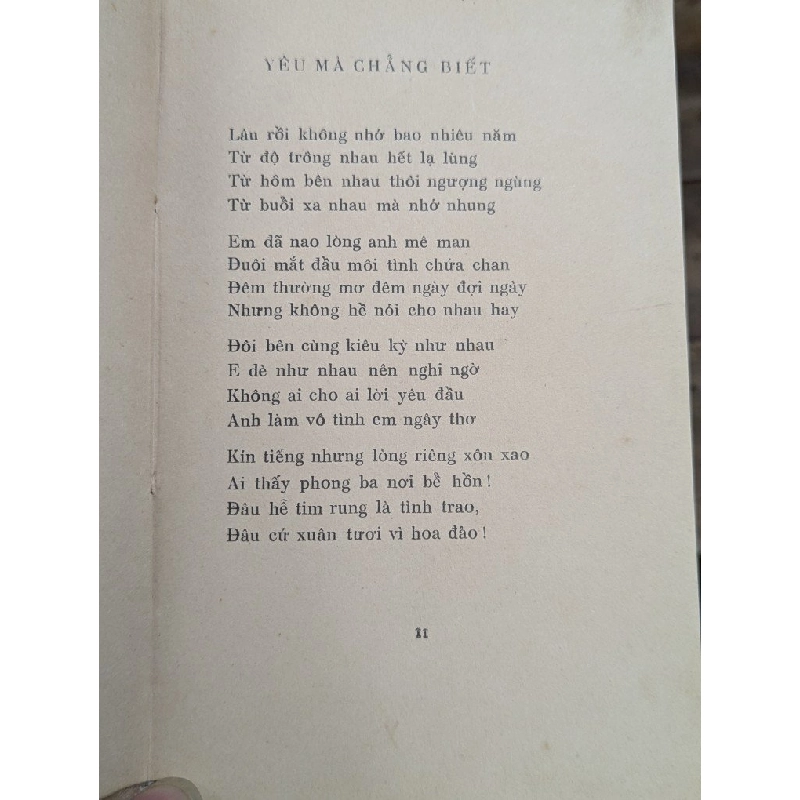 YÊU MÀ CHẲNG BIẾT
Lâu rồi không nhớ bao nhiêu năm
Từ độ trông nhau hết lạ lùng
Từ hôm bên nhau thôi ngượng ngùng
Từ buổi xa nhau mà nhớ nhung
Em đã nao lòng anh mê man
Đuôi mắt đầu môi tình chứa chan
Đêm thường mơ đêm ngày đợi ngày
Nhưng không hề nói cho nhau hay
Đôi bên cùng kiêu kỳ như nhau
E dè như nhau nên nghi ngờ
Không ai cho ai lời yêu đầu
Anh làm vô tình em ngây thơ
Kín tiếng nhưng lòng riêng xôn xao
Ai thấy phong ba nơi bể hồn !
Đâu hễ tim rung là tình trao,
Đâu cứ xuân tươi vì hoa đào !
21